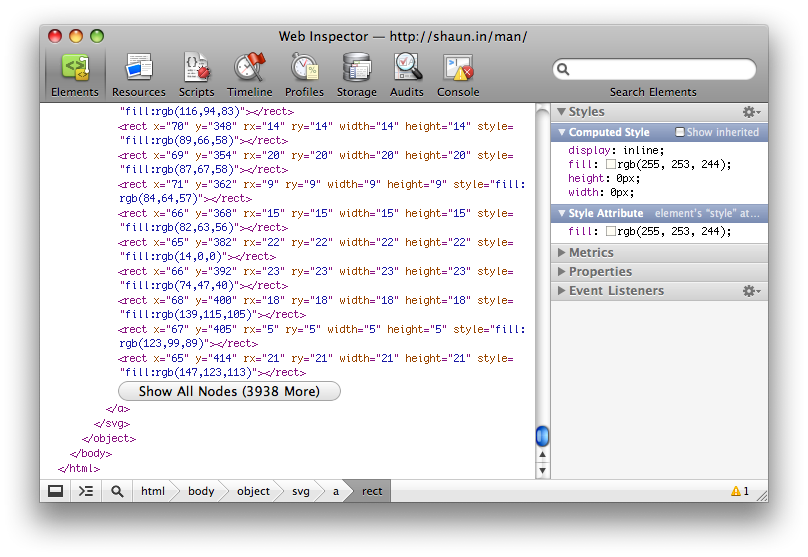 Web Inspector — http://shaun.in/man/
Elements Resources Scripts Timeline Profiles Storage Audits Console Search Elements
"fill:rgb(116,94,83)"></rect>
<rect x="70" y="348" rx="14" ry="14" width="14" height="14" style=
"fill:rgb(89,66,58)"></rect>
<rect x="69" y="354" rx="20" ry="20" width="20" height="20" style=
"fill:rgb(87,67,58)"></rect>
<rect x="71" y="362" rx="9" ry="9" width="9" height="9" style="fill:
rgb(84,64,57)"></rect>
<rect x="66" y="368" rx="15" ry="15" width="15" height="15" style=
"fill:rgb(82,63,56)"></rect>
<rect x="65" y="382" rx="22" ry="22" width="22" height="22" style=
"fill:rgb(14,0,0)"></rect>
<rect x="66" y="392" rx="23" ry="23" width="23" height="23" style=
"fill:rgb(74,47,40)"></rect>
<rect x="68" y="400" rx="18" ry="18" width="18" height="18" style=
"fill:rgb(139,115,105)"></rect>
<rect x="67" y="405" rx="5" ry="5" width="5" height="5" style="fill:
rgb(123,99,89)"></rect>
<rect x="65" y="414" rx="21" ry="21" width="21" height="21" style=
"fill:rgb(147,123,113)"></rect>
Show All Nodes (3938 More)
</a>
</svg>
</object>
</body>
</html>
Styles
Computed Style Show inherited
display: inline;
fill: rgb(255, 253, 244);
height: 0px;
width: 0px;
Style Attribute element's "style" at...
fill: rgb(255, 253, 244);
Metrics
Properties
Event Listeners
html body object svg a rect 1